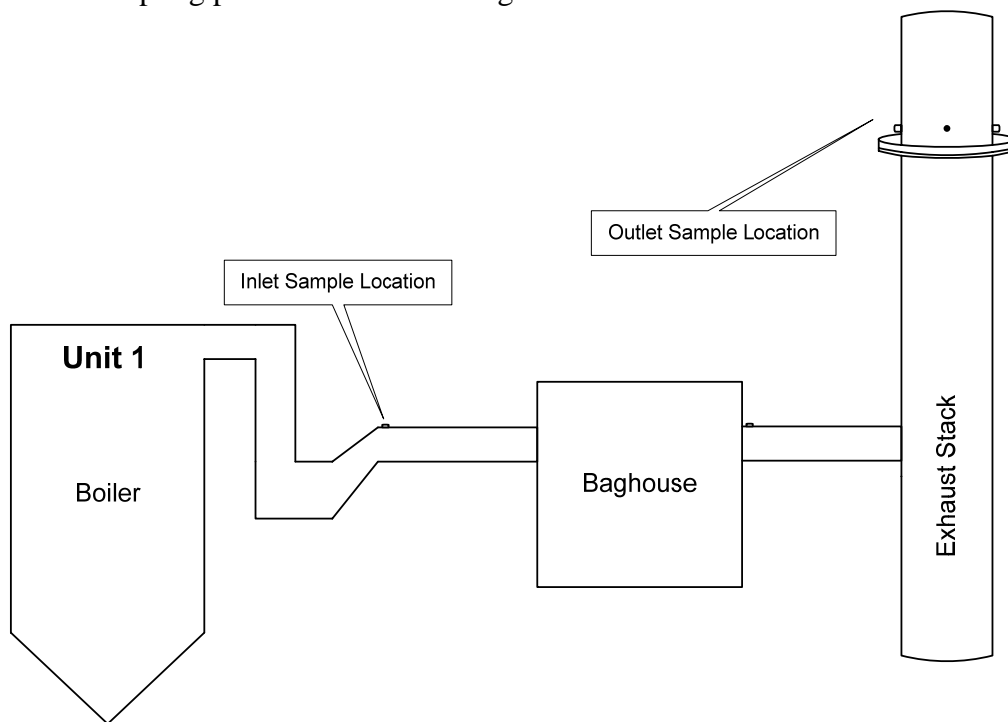 Outlet Sample Location
Inlet Sample Location
Unit 1
Boiler
Baghouse
Exhaust Stack